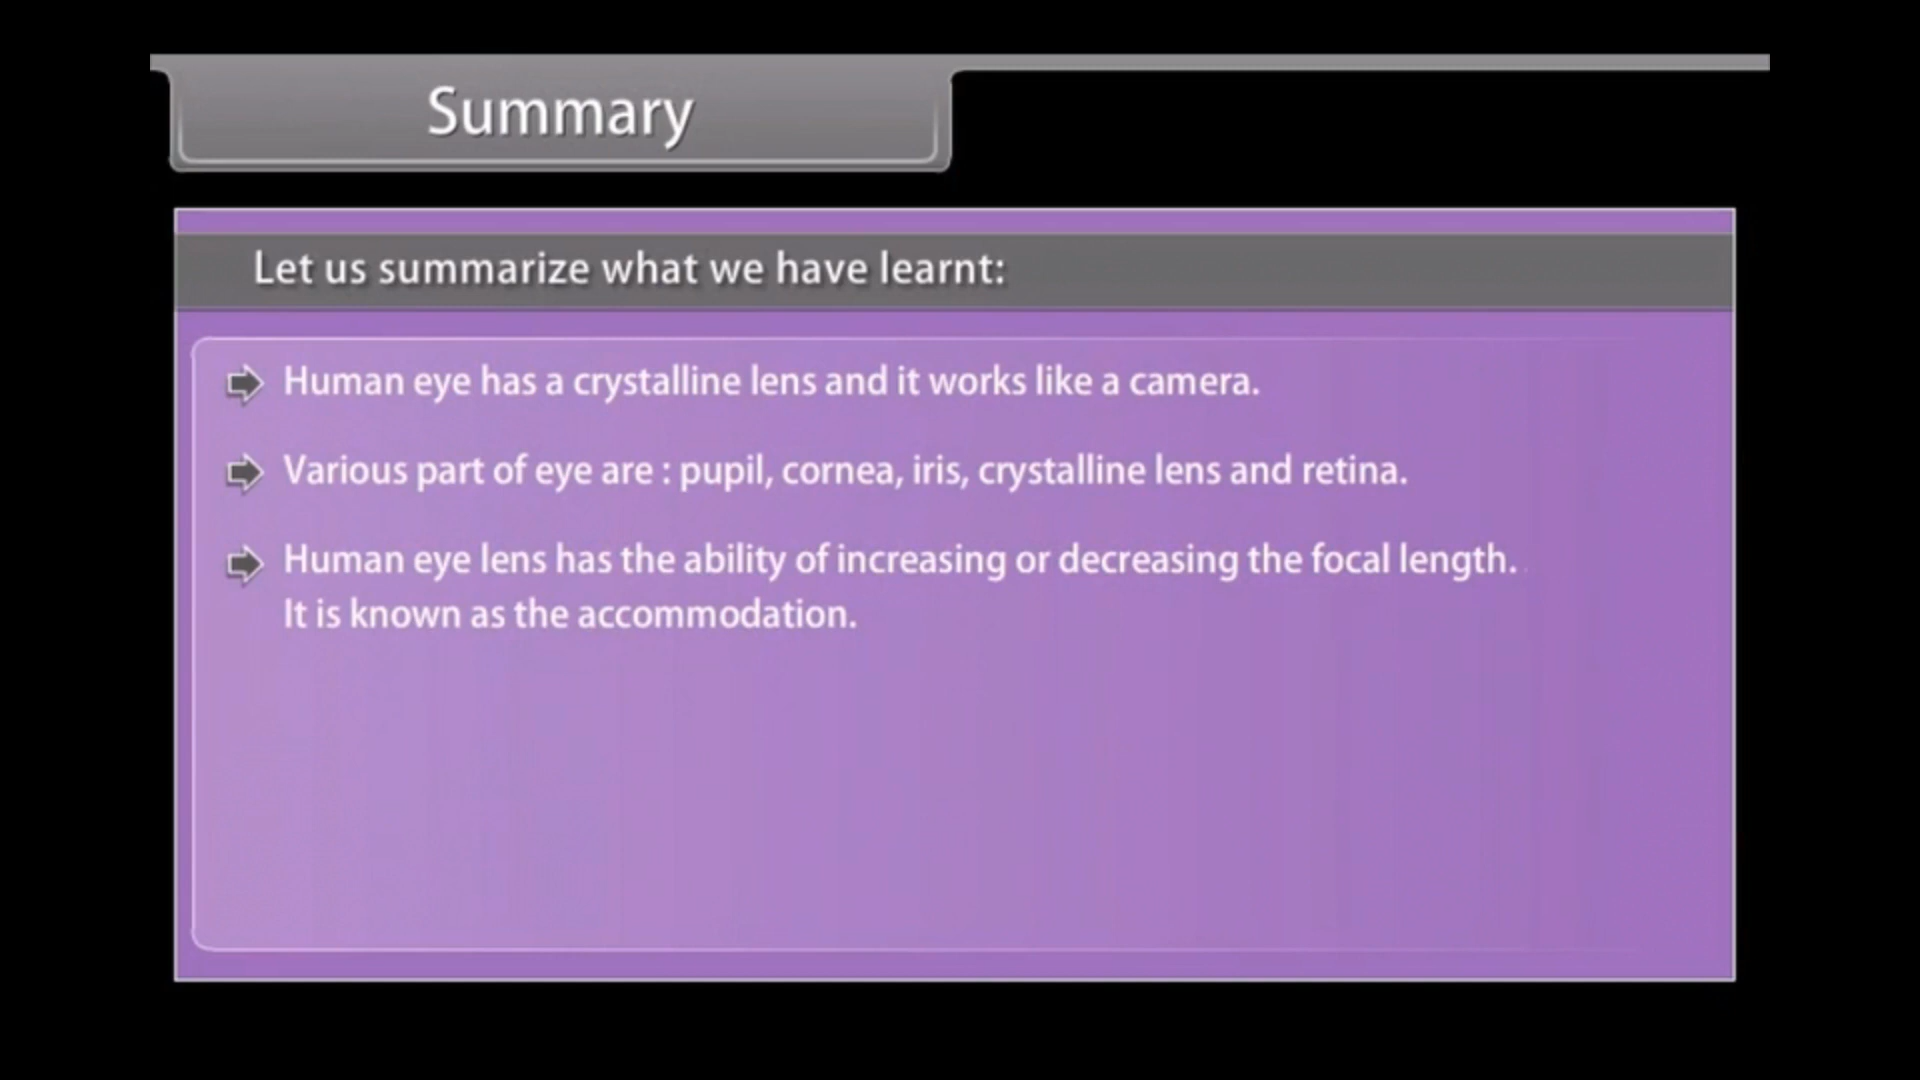 Summary
Let us summarize what we have learnt:
Human eye has a crystalline lens and it works like a camera.
Various part of eye are : pupil, cornea, iris, crystalline lens and retina.
Human eye lens has the ability of increasing or decreasing the focal length.
It is known as the accommodation.